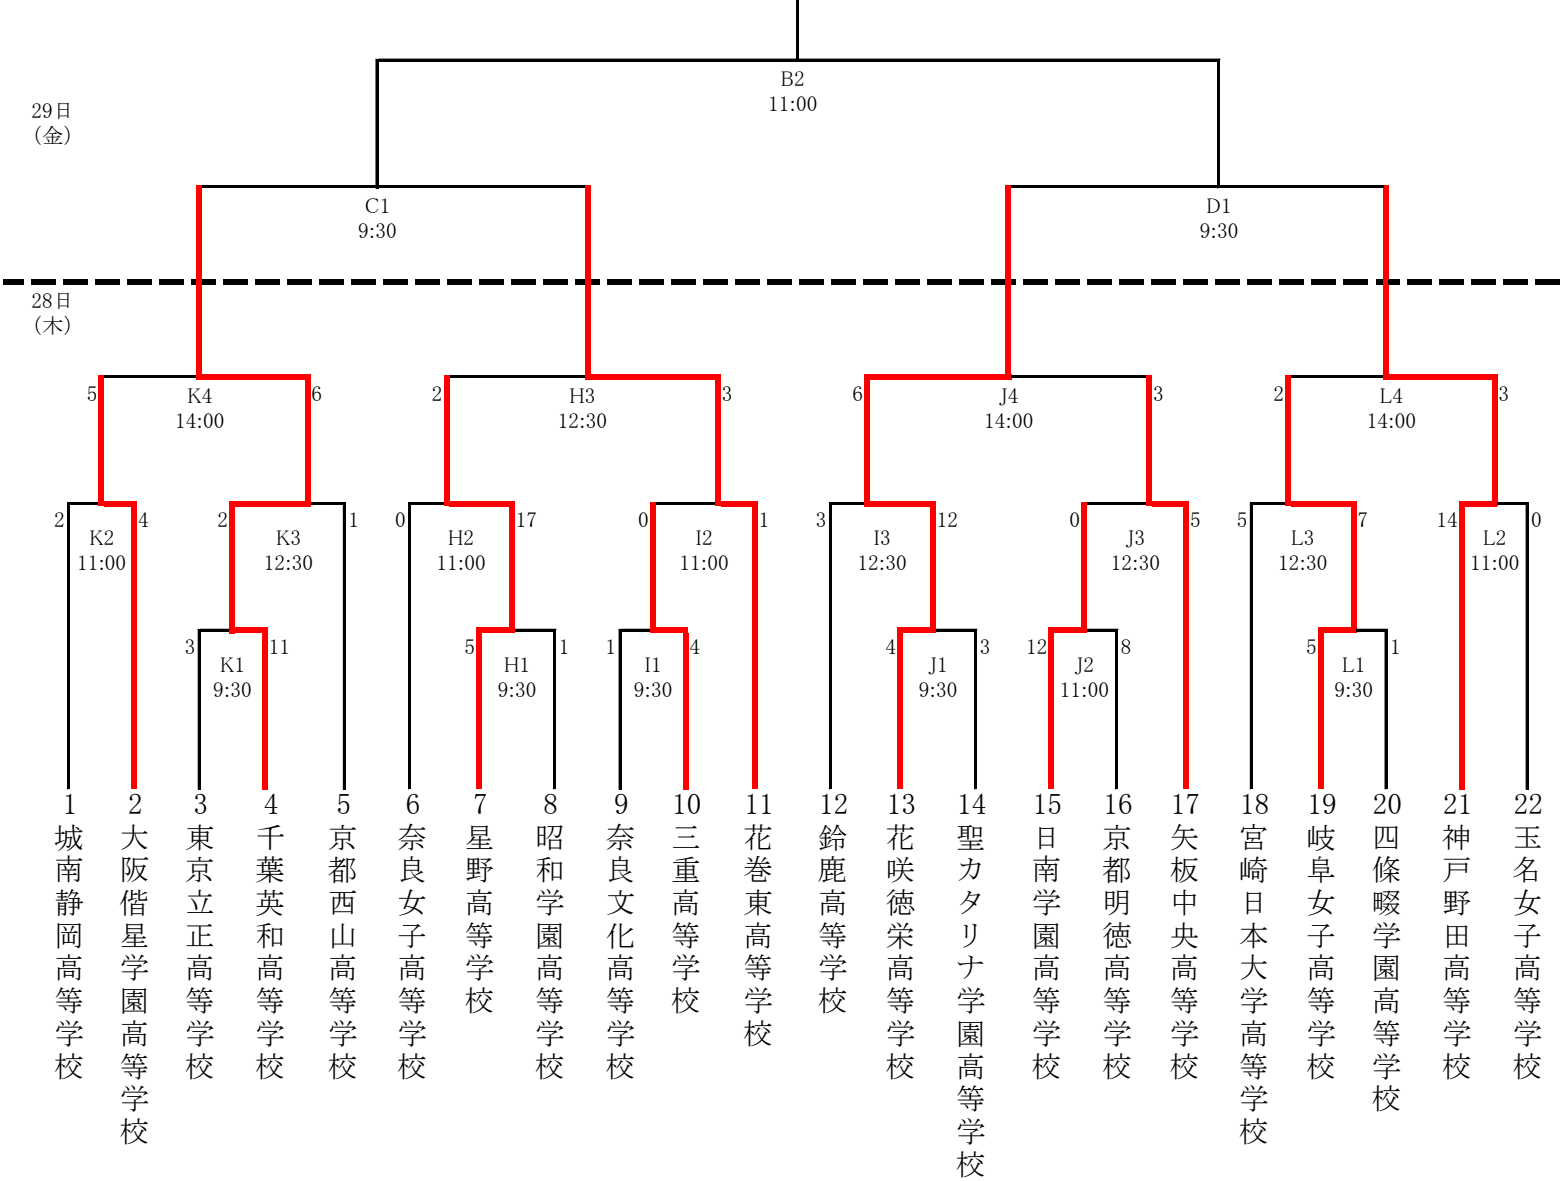 B2
11:00
29日
(金)
C1
9:30
D1
9:30
28日
(木)
5
K4
14:00
6
2
H3
12:30
3
6
J4
14:00
3
2
L4
14:00
3
2
K2
11:00
4
2
K3
12:30
1
0
H2
11:00
17
0
I2
11:00
1
3
I3
12:30
12
0
J3
12:30
5
5
L3
12:30
7
14
L2
11:00
0
3
K1
9:30
11
5
H1
9:30
1
1
I1
9:30
4
4
J1
9:30
3
12
J2
11:00
8
5
L1
9:30
1
1
城南静岡高等学校
2
大阪偕星学園高等学校
3
東京立正高等学校
4
千葉英和高等学校
5
京都西山高等学校
6
奈良女子高等学校
7
星野高等学校
8
昭和学園高等学校
9
奈良文化高等学校
10
三重高等学校
11
花巻東高等学校
12
鈴鹿高等学校
13
花咲徳栄高等学校
14
聖カタリナ学園高等学校
15
日南学園高等学校
16
京都明徳高等学校
17
矢板中央高等学校
18
宮崎日本大学高等学校
19
岐阜女子高等学校
20
四條畷学園高等学校
21
神戸野田高等学校
22
玉名女子高等学校